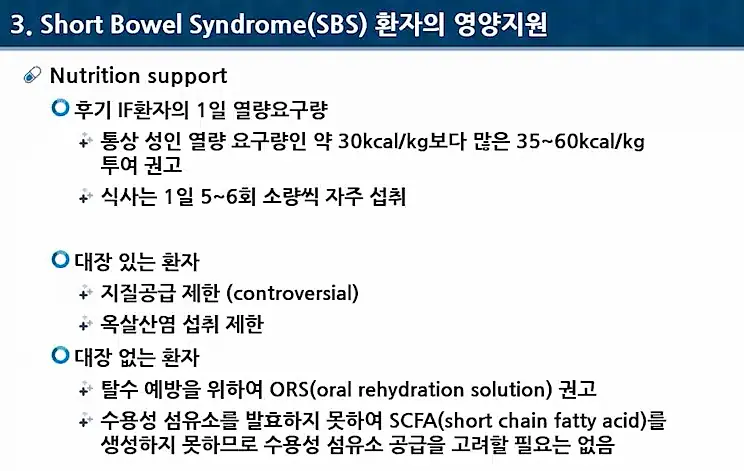 3. Short Bowel Syndrome(SBS) 환자의 영양지원
Nutrition support
후기 IF환자의 1일 열량요구량
통상 성인 열량 요구량인 약 30kcal/kg보다 많은 35~60kcal/kg
투여 권고
식사는 1일 5~6회 소량씩 자주 섭취
대장 있는 환자
지질공급 제한 (controversial)
옥살산염 섭취 제한
대장 없는 환자
탈수 예방을 위하여 ORS(oral rehydration solution) 권고
수용성 섬유소를 발효하지 못하여 SCFA(short chain fatty acid)를
생성하지 못하므로 수용성 섬유소 공급을 고려할 필요는 없음